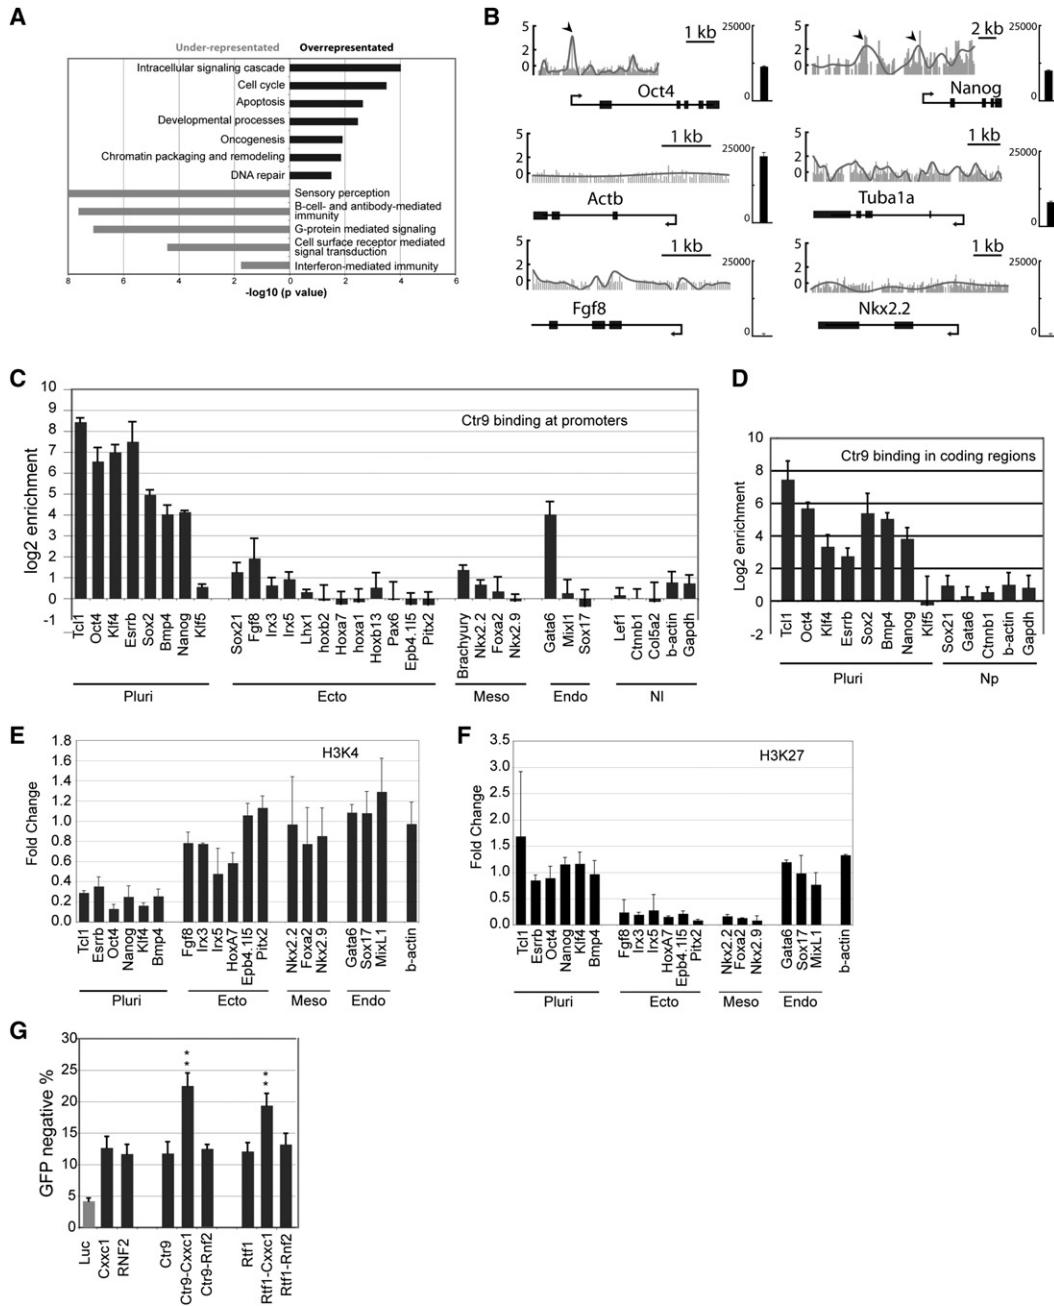 A
Under-represented Overrepresented
Intracellular signaling cascade
Cell cycle
Apoptosis
Developmental processes
Oncogenesis
Chromatin packaging and remodeling
DNA repair
Sensory perception
B-cell- and antibody-mediated
immunity
G-protein mediated signaling
Cell surface receptor mediated
signal transduction
Interferon-mediated immunity
8 6 4 2 0 2 4 6
-log10 (p value)
B
5
2
0
1 kb
25000
0
Oct4
5
2
0
2 kb
25000
0
Nanog
5
2
0
1 kb
25000
0
Actb
5
2
0
1 kb
25000
0
Tuba1a
5
2
0
1 kb
25000
0
Fgf8
5
2
0
1 kb
25000
0
Nkx2.2
C
log2 enrichment
10
9
8
7
6
5
4
3
2
1
0
-1
Ctr9 binding at promoters
Tcl1 Oct4 Klf4 Esrrb Sox2 Bmp4 Nanog Klf5 Sox21 Fgf8 Irx3 Irx5 Lhx1 hoxb2 Hoxa7 hoxa1 Hoxb13 Pax6 Epb4.1l5 Pitx2 Brachyury Nkx2.2 Foxa2 Nkx2.9 Gata6 Mixl1 Sox17 Lef1 Ctnnb1 Col5a2 b-actin Gapdh
Pluri Ecto Meso Endo Nl
D
Log2 enrichment
10
8
6
4
2
0
-2
Ctr9 binding in coding regions
Tcl1 Oct4 Klf4 Esrrb Sox2 Bmp4 Nanog Klf5 Sox21 Gata6 Ctnnb1 b-actin Gapdh
Pluri Np
E
Fold Change
1.8
1.6
1.4
1.2
1.0
0.8
0.6
0.4
0.2
0.0
H3K4
Tcl1 Esrrb Oct4 Nanog Klf4 Bmp4 Fgf8 Irx3 Irx5 HoxA7 Epb4.1l5 Pitx2 Nkx2.2 Foxa2 Nkx2.9 Gata6 Sox17 MixL1 b-actin
Pluri Ecto Meso Endo
F
Fold Change
3.5
3.0
2.5
2.0
1.5
1.0
0.5
0.0
H3K27
Tcl1 Esrrb Oct4 Nanog Klf4 Bmp4 Fgf8 Irx3 Irx5 HoxA7 Epb4.1l5 Pitx2 Nkx2.2 Foxa2 Nkx2.9 Gata6 Sox17 MixL1 b-actin
Pluri Ecto Meso Endo
G
GFP negative %
30
25
20
15
10
5
0
** **
Luc Cxxc1 RNF2 Ctr9 Ctr9-Cxxc1 Ctr9-Rnf2 Rtf1 Rtf1-Cxxc1 Rtf1-Rnf2